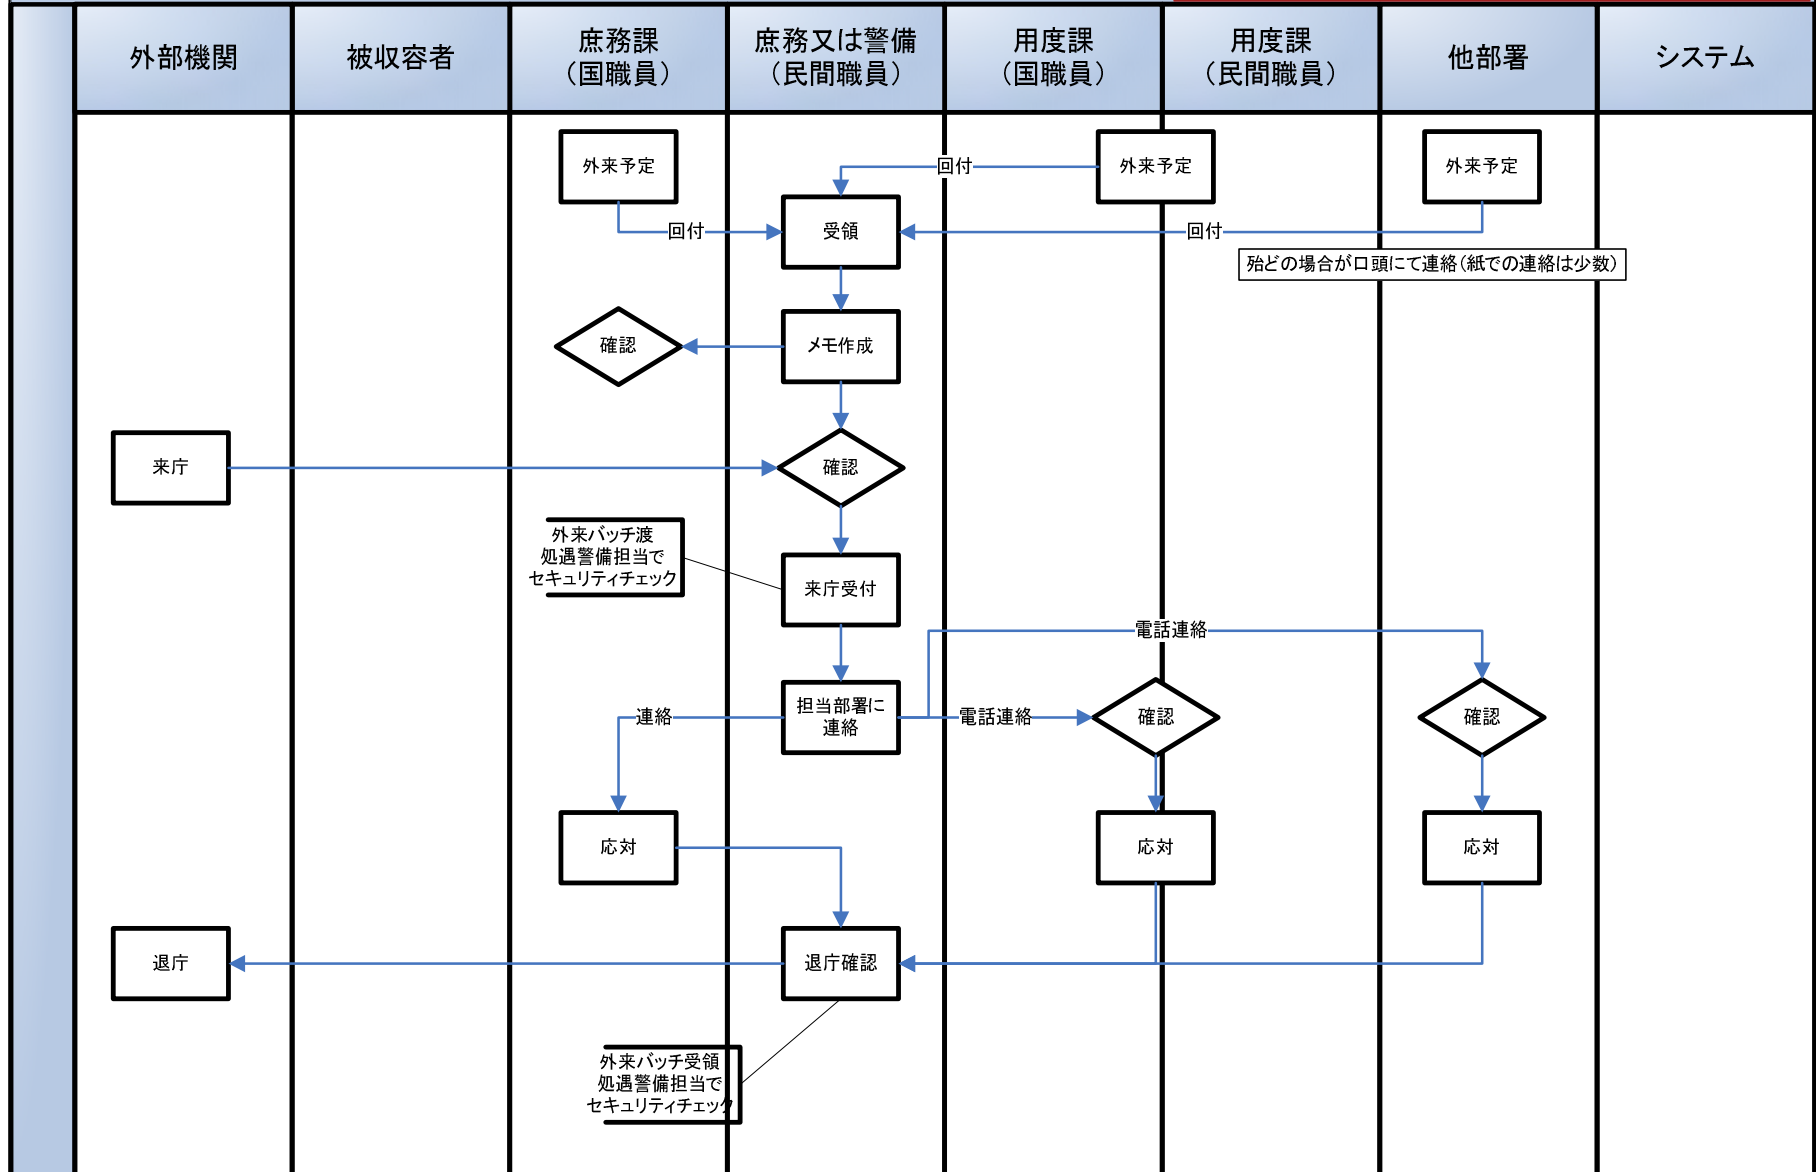 外部機関
被収容者
庶務課
（国職員）
庶務又は警備
（民間職員）
用度課
（国職員）
用度課
（民間職員）
他部署
システム
外来予定
回付
外来予定
外来予定
回付
受領
回付
殆どの場合が口頭にて連絡（紙での連絡は少数）
確認
メモ作成
来庁
確認
外来バッチ渡
処遇警備担当で
セキュリティチェック
来庁受付
電話連絡
連絡
担当部署に
連絡
電話連絡
確認
確認
応対
応対
応対
退庁
退庁確認
外来バッチ受領
処遇警備担当で
セキュリティチェック